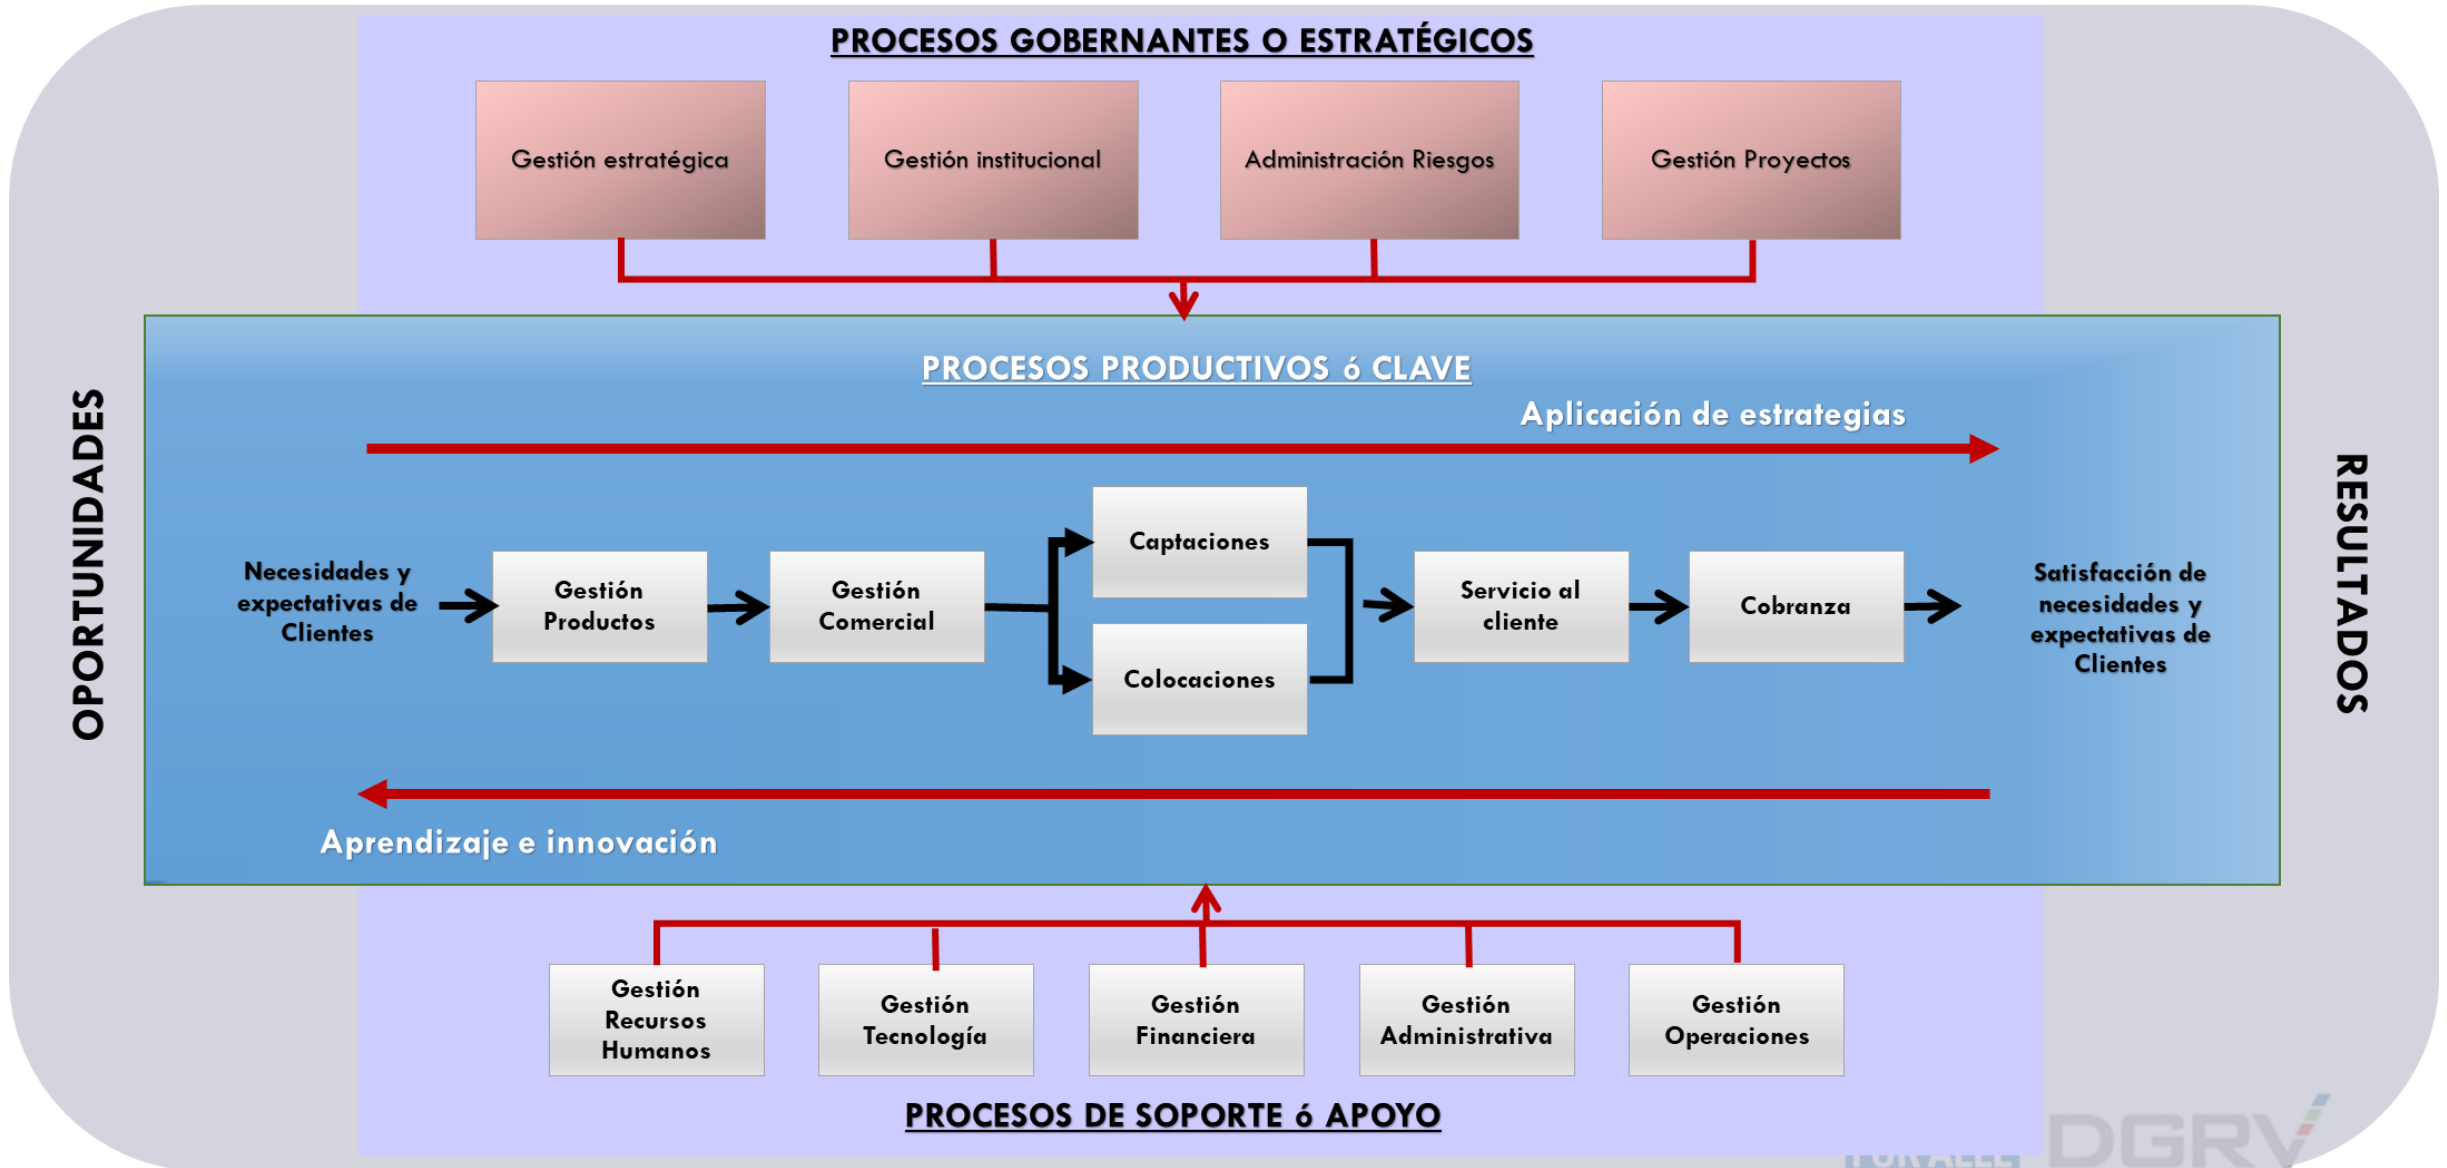 PROCESOS GOBERNANTES O ESTRATÉGICOS
Gestión estratégica
Gestión institucional
Administración Riesgos
Gestión Proyectos
OPORTUNIDADES
PROCESOS PRODUCTIVOS ó CLAVE
Aplicación de estrategias
Necesidades y
expectativas de
Clientes
Gestión
Productos
Gestión
Comercial
Captaciones
Colocaciones
Servicio al
cliente
Cobranza
Satisfacción de
necesidades y
expectativas de
Clientes
RESULTADOS
Aprendizaje e innovación
Gestión
Recursos
Humanos
Gestión
Tecnología
Gestión
Financiera
Gestión
Administrativa
Gestión
Operaciones
PROCESOS DE SOPORTE ó APOYO
DGRV